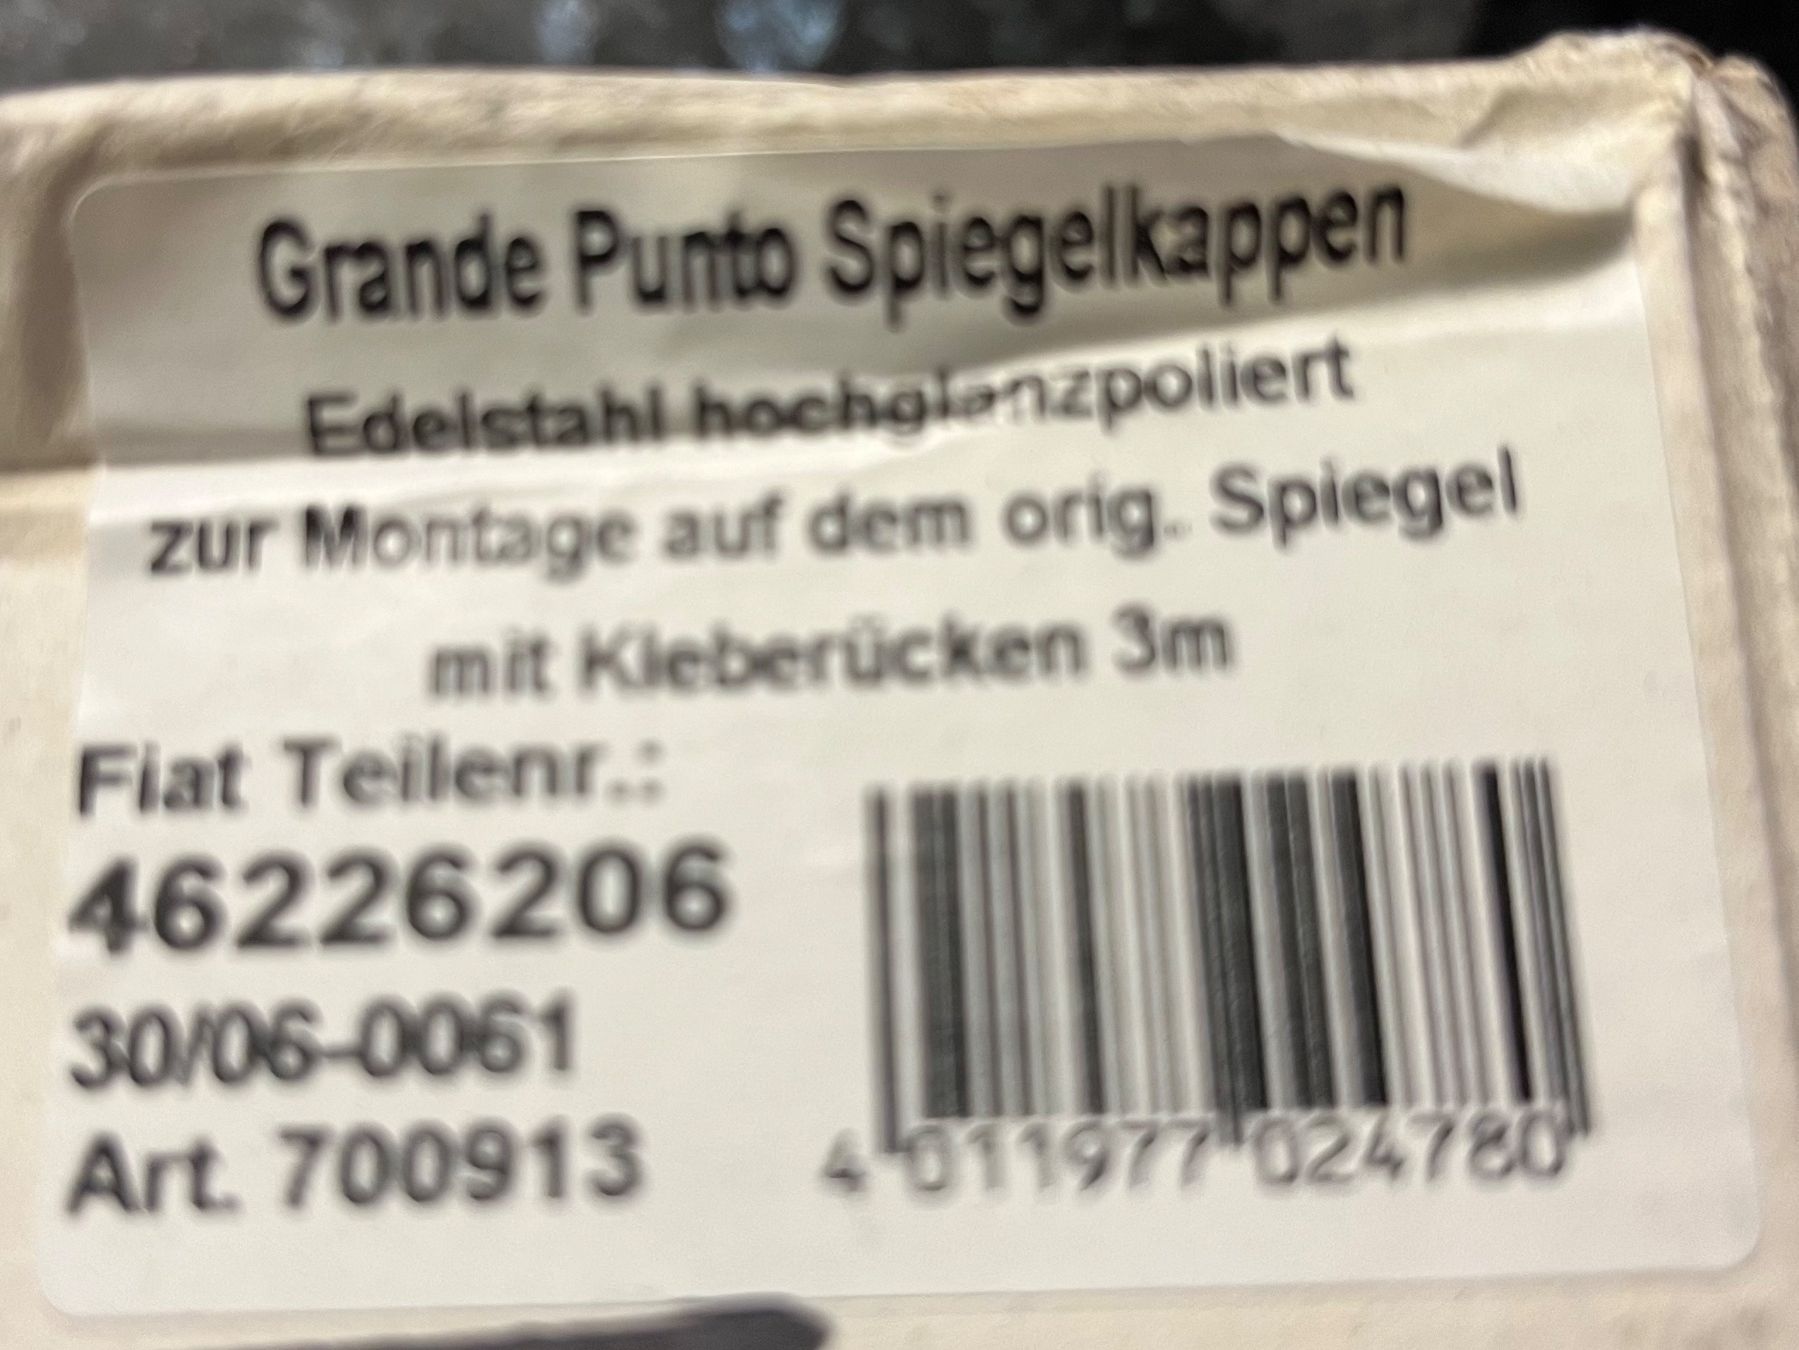 Grande Punto Spiegelkappen
Edelstahl hochglanzpoliert
zur Montage auf dem orig. Spiegel
mit Kleberücken 3m
Fiat Teilenr.:
46226206
30/06-0061
Art. 700913
4 011977 024780